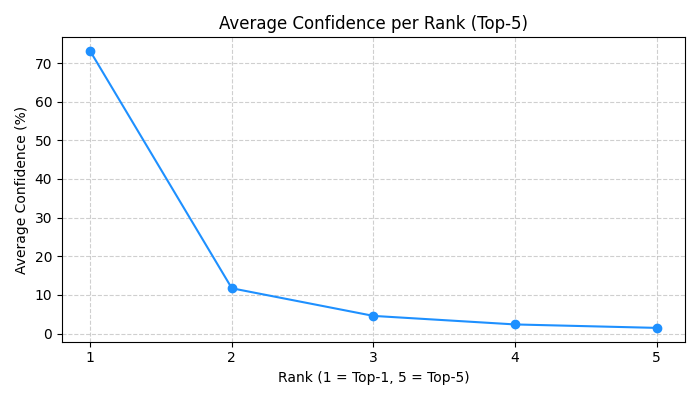 Average Confidence per Rank (Top-5)
Average Confidence (%)
70
60
50
40
30
20
10
0
1 2 3 4 5
Rank (1 = Top-1, 5 = Top-5)